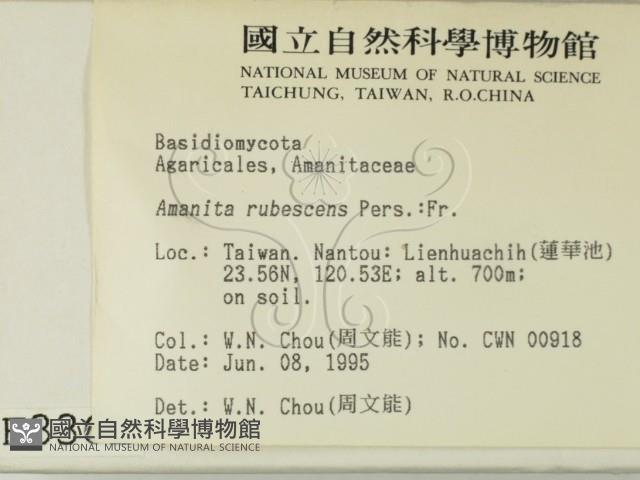 國立自然科學博物館
NATIONAL MUSEUM OF NATURAL SCIENCE
TAICHUNG, TAIWAN, R.O.CHINA
Basidiomycota
Agaricales, Amanitaceae
Amanita rubescens Pers.:Fr.
Loc.: Taiwan. Nantou: Lienhuachih(蓮華池)
23.56N, 120.53E; alt. 700m;
on soil.
Col.: W.N. Chou(周文能); No. CWN 00918
Date: Jun. 08, 1995
Det.: W.N. Chou(周文能)
國立自然科學博物館
NATIONAL MUSEUM OF NATURAL SCIENCE